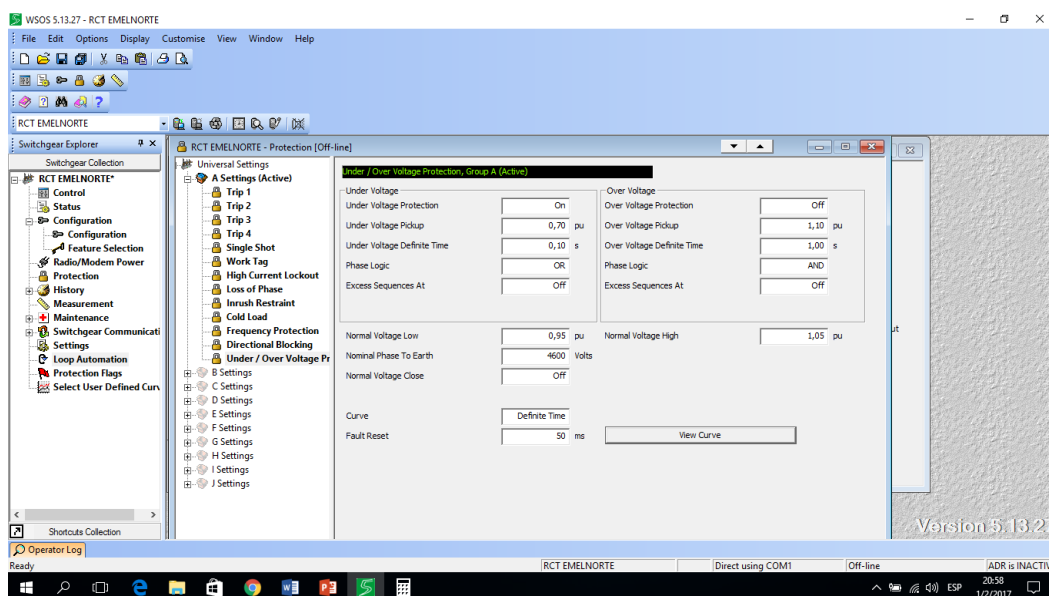 WSOS 5.13.27 - RCT EMELNORTE
File Edit Options Display Customise View Window Help
RCT EMELNORTE
Switchgear Explorer
Switchgear Collection
RCT EMELNORTE*
Control
Status
Configuration
Configuration
Feature Selection
Radio/Modem Power
Protection
History
Measurement
Maintenance
Switchgear Communicati
Settings
Loop Automation
Protection Flags
Select User Defined Curv
Shortcuts Collection
RCT EMELNORTE - Protection [Off-line]
Universal Settings
A Settings (Active)
Trip 1
Trip 2
Trip 3
Trip 4
Single Shot
Work Tag
High Current Lockout
Loss of Phase
Inrush Restraint
Cold Load
Frequency Protection
Directional Blocking
Under / Over Voltage Pr
B Settings
C Settings
D Settings
E Settings
F Settings
G Settings
H Settings
I Settings
J Settings
Under / Over Voltage Protection, Group A (Active)
Under Voltage
Under Voltage Protection On
Under Voltage Pickup 0,70 pu
Under Voltage Definite Time 0,10 s
Phase Logic OR
Excess Sequences At Off
Over Voltage
Over Voltage Protection Off
Over Voltage Pickup 1,10 pu
Over Voltage Definite Time 1,00 s
Phase Logic AND
Excess Sequences At Off
Normal Voltage Low 0,95 pu Normal Voltage High 1,05 pu
Nominal Phase To Earth 4600 Volts
Normal Voltage Close Off
Curve Definite Time
Fault Reset 50 ms View Curve
ut
Version 5.13.2
Operator Log
Ready RCT EMELNORTE Direct using COM1 Off-line ADR is INACTIV
ESP 20:58
1/2/2017